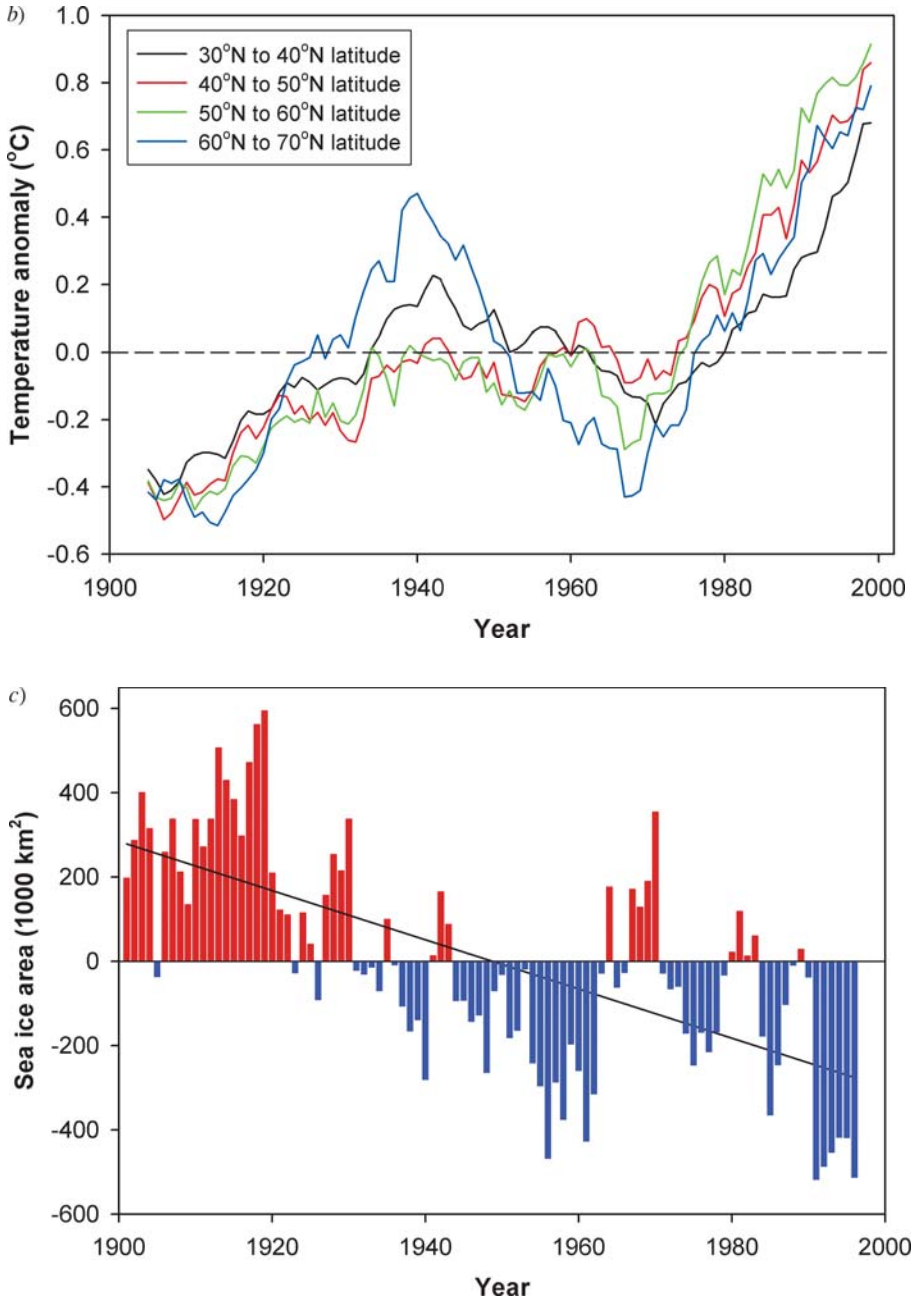 b)
1.0
0.8
0.6
0.4
0.2
0.0
-0.2
-0.4
-0.6
Temperature anomaly (°C)
30°N to 40°N latitude
40°N to 50°N latitude
50°N to 60°N latitude
60°N to 70°N latitude
1900 1920 1940 1960 1980 2000
Year
c)
600
400
200
0
-200
-400
-600
Sea ice area (1000 km²)
1900 1920 1940 1960 1980 2000
Year